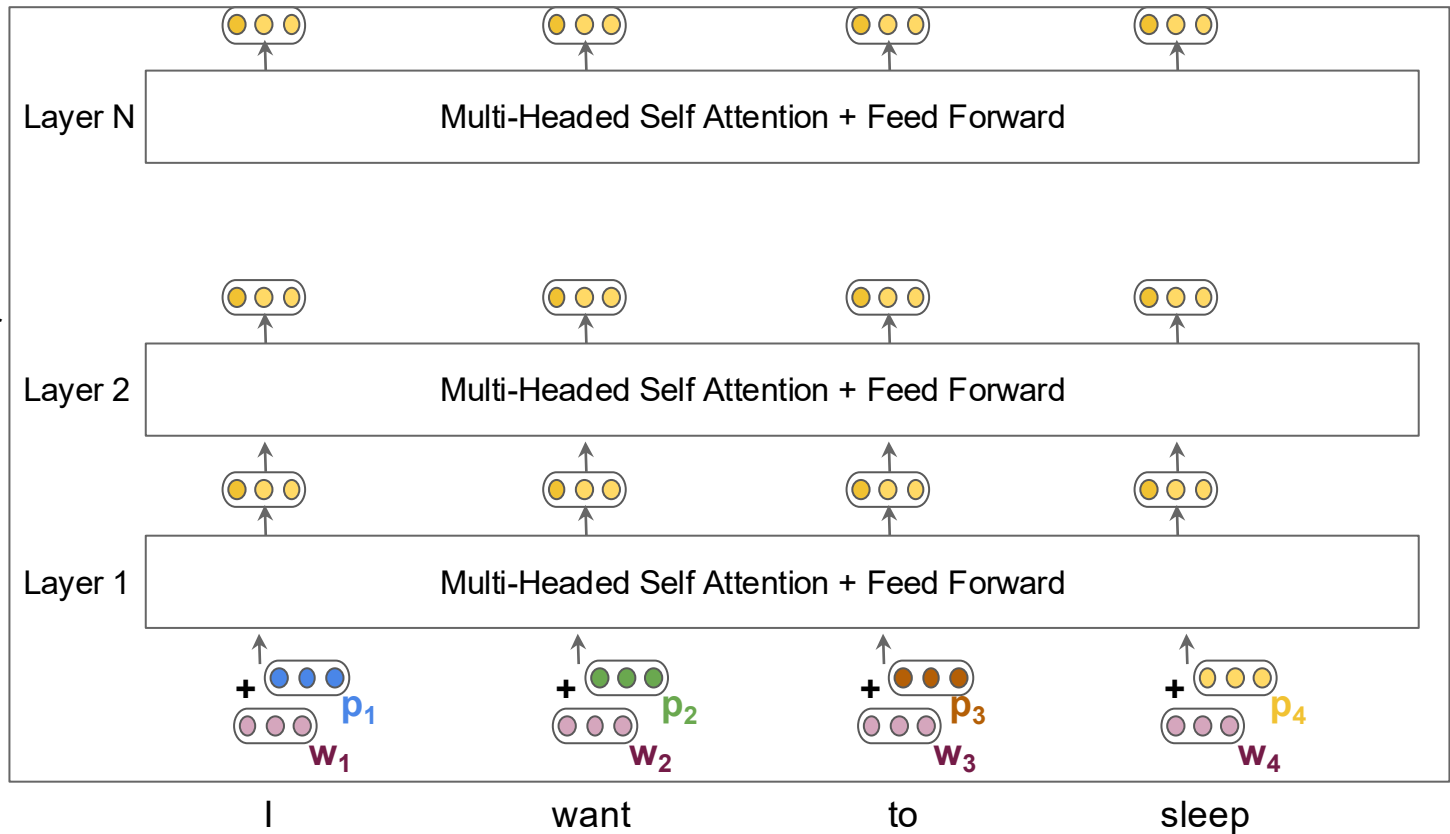 Layer N Multi-Headed Self Attention + Feed Forward
Layer 2 Multi-Headed Self Attention + Feed Forward
Layer 1 Multi-Headed Self Attention + Feed Forward
+ p₁ + p₂ + p₃ + p₄
w₁ w₂ w₃ w₄
I want to sleep